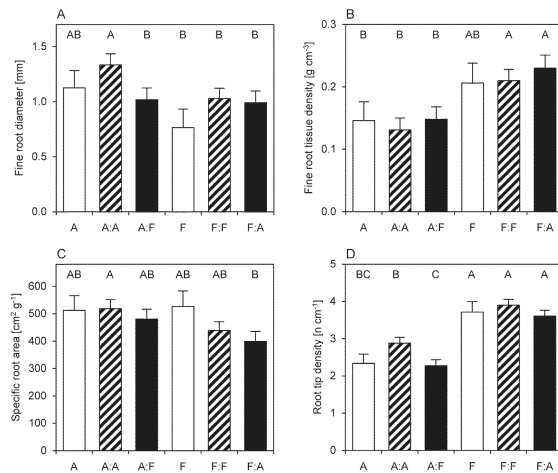 A
AB A B B B B
Fine root diameter [mm]
1.5
1.0
0.5
0.0
A A:A A:F F F:F F:A
B
B B B AB A A
Fine root tissue density [g cm⁻³]
0.3
0.2
0.1
0.0
A A:A A:F F F:F F:A
C
AB A AB AB AB B
Specific root area [cm² g⁻¹]
600
500
400
300
200
100
0
A A:A A:F F F:F F:A
D
BC B C A A A
Root tip density [n cm⁻¹]
5
4
3
2
1
0
A A:A A:F F F:F F:A